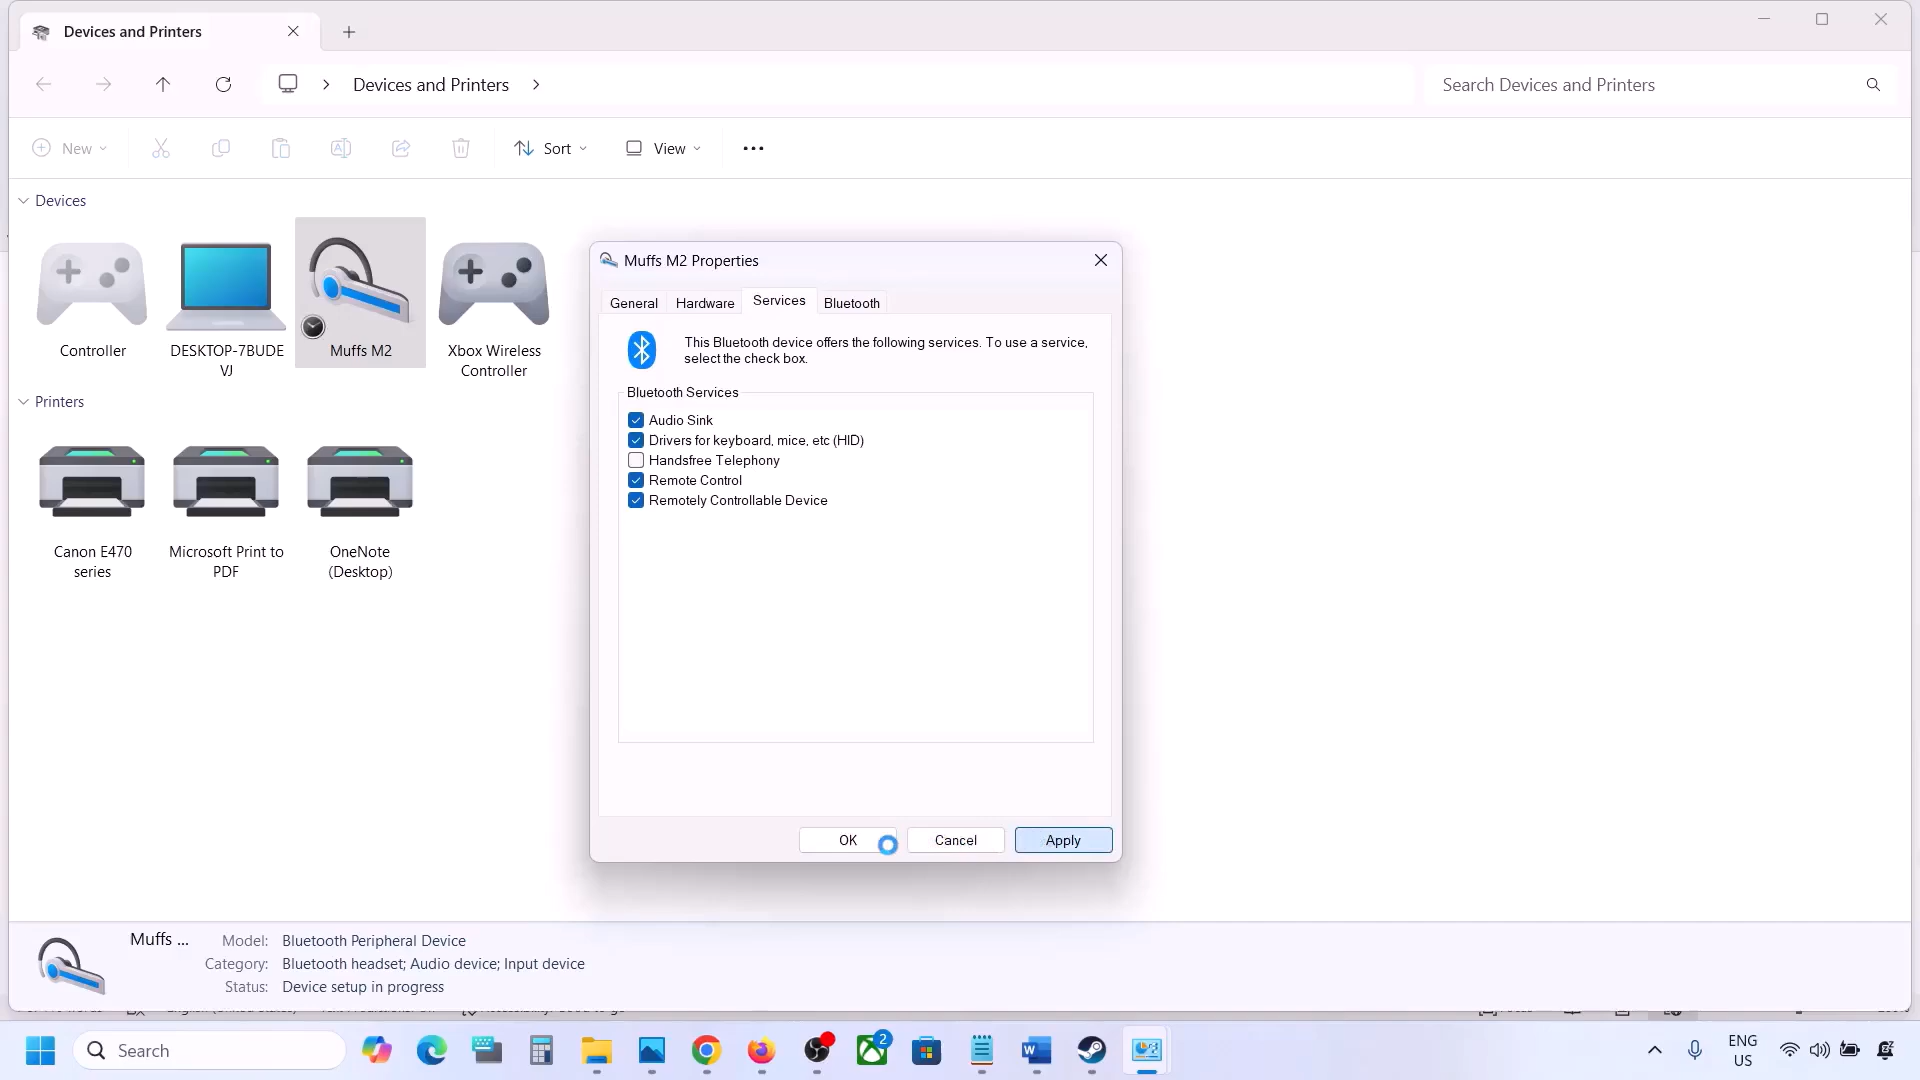 Devices and Printers
Devices and Printers
Search Devices and Printers
New
Sort
View
Devices
Controller
DESKTOP-7BUDE
VJ
Muffs M2
Xbox Wireless
Controller
Printers
Canon E470
series
Microsoft Print to
PDF
OneNote
(Desktop)
Muffs M2 Properties
General
Hardware
Services
Bluetooth
This Bluetooth device offers the following services. To use a service,
select the check box.
Bluetooth Services
Audio Sink
Drivers for keyboard, mice, etc (HID)
Handsfree Telephony
Remote Control
Remotely Controllable Device
OK
Cancel
Apply
Muffs ...
Model: Bluetooth Peripheral Device
Category: Bluetooth headset; Audio device; Input device
Status: Device setup in progress
Search
2
ENG
US